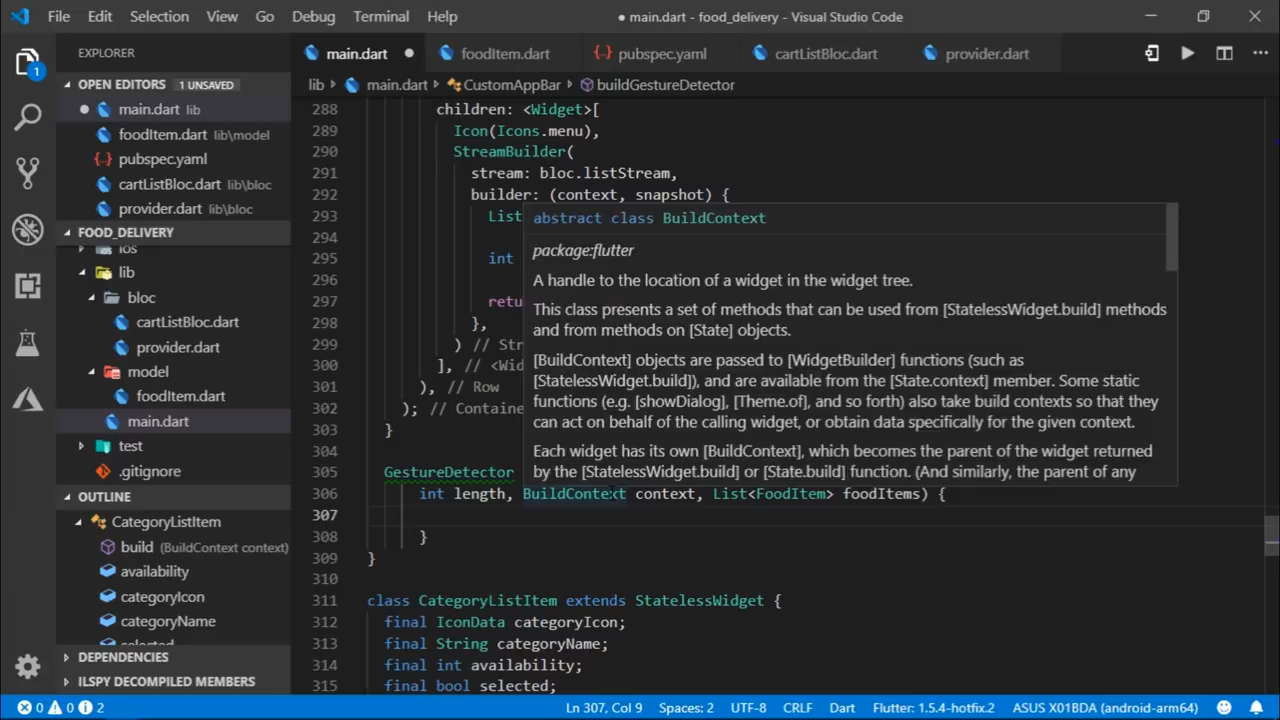 File Edit Selection View Go Debug Terminal Help
● main.dart - food_delivery - Visual Studio Code
EXPLORER
OPEN EDITORS 1 UNSAVED
main.dart lib
foodItem.dart lib\model
pubspec.yaml
cartListBloc.dart lib\bloc
provider.dart lib\bloc
FOOD_DELIVERY
ios
lib
bloc
cartListBloc.dart
provider.dart
model
foodItem.dart
main.dart
test
.gitignore
OUTLINE
CategoryListItem
build (BuildContext context)
availability
categoryIcon
categoryName
selected
DEPENDENCIES
ILSPY DECOMPILED MEMBERS
1
main.dart foodItem.dart pubspec.yaml cartListBloc.dart provider.dart
lib main.dart CustomAppBar buildGestureDetector
288 children: <Widget>[
289 Icon(Icons.menu),
290 StreamBuilder(
291 stream: bloc.listStream,
292 builder: (context, snapshot) {
293 List
294
295 int
296
297 retu
298 },
299 ) // Str
300 ], // <Wid
301 ), // Row
302 ); // Containe
303 }
304
305 GestureDetector
306 int length, BuildContext context, List<FoodItem> foodItems) {
307
308 }
309 }
310
311 class CategoryListItem extends StatelessWidget {
312 final IconData categoryIcon;
313 final String categoryName;
314 final int availability;
315 final bool selected;
abstract class BuildContext
package:flutter
A handle to the location of a widget in the widget tree.
This class presents a set of methods that can be used from [StatelessWidget.build] methods
and from methods on [State] objects.
[BuildContext] objects are passed to [WidgetBuilder] functions (such as
[StatelessWidget.build]), and are available from the [State.context] member. Some static
functions (e.g. [showDialog], [Theme.of], and so forth) also take build contexts so that they
can act on behalf of the calling widget, or obtain data specifically for the given context.
Each widget has its own [BuildContext], which becomes the parent of the widget returned
by the [StatelessWidget.build] or [State.build] function. (And similarly, the parent of any
0 0 2 Ln 307, Col 9 Spaces: 2 UTF-8 CRLF Dart Flutter: 1.5.4-hotfix.2 ASUS X01BDA (android-arm64)